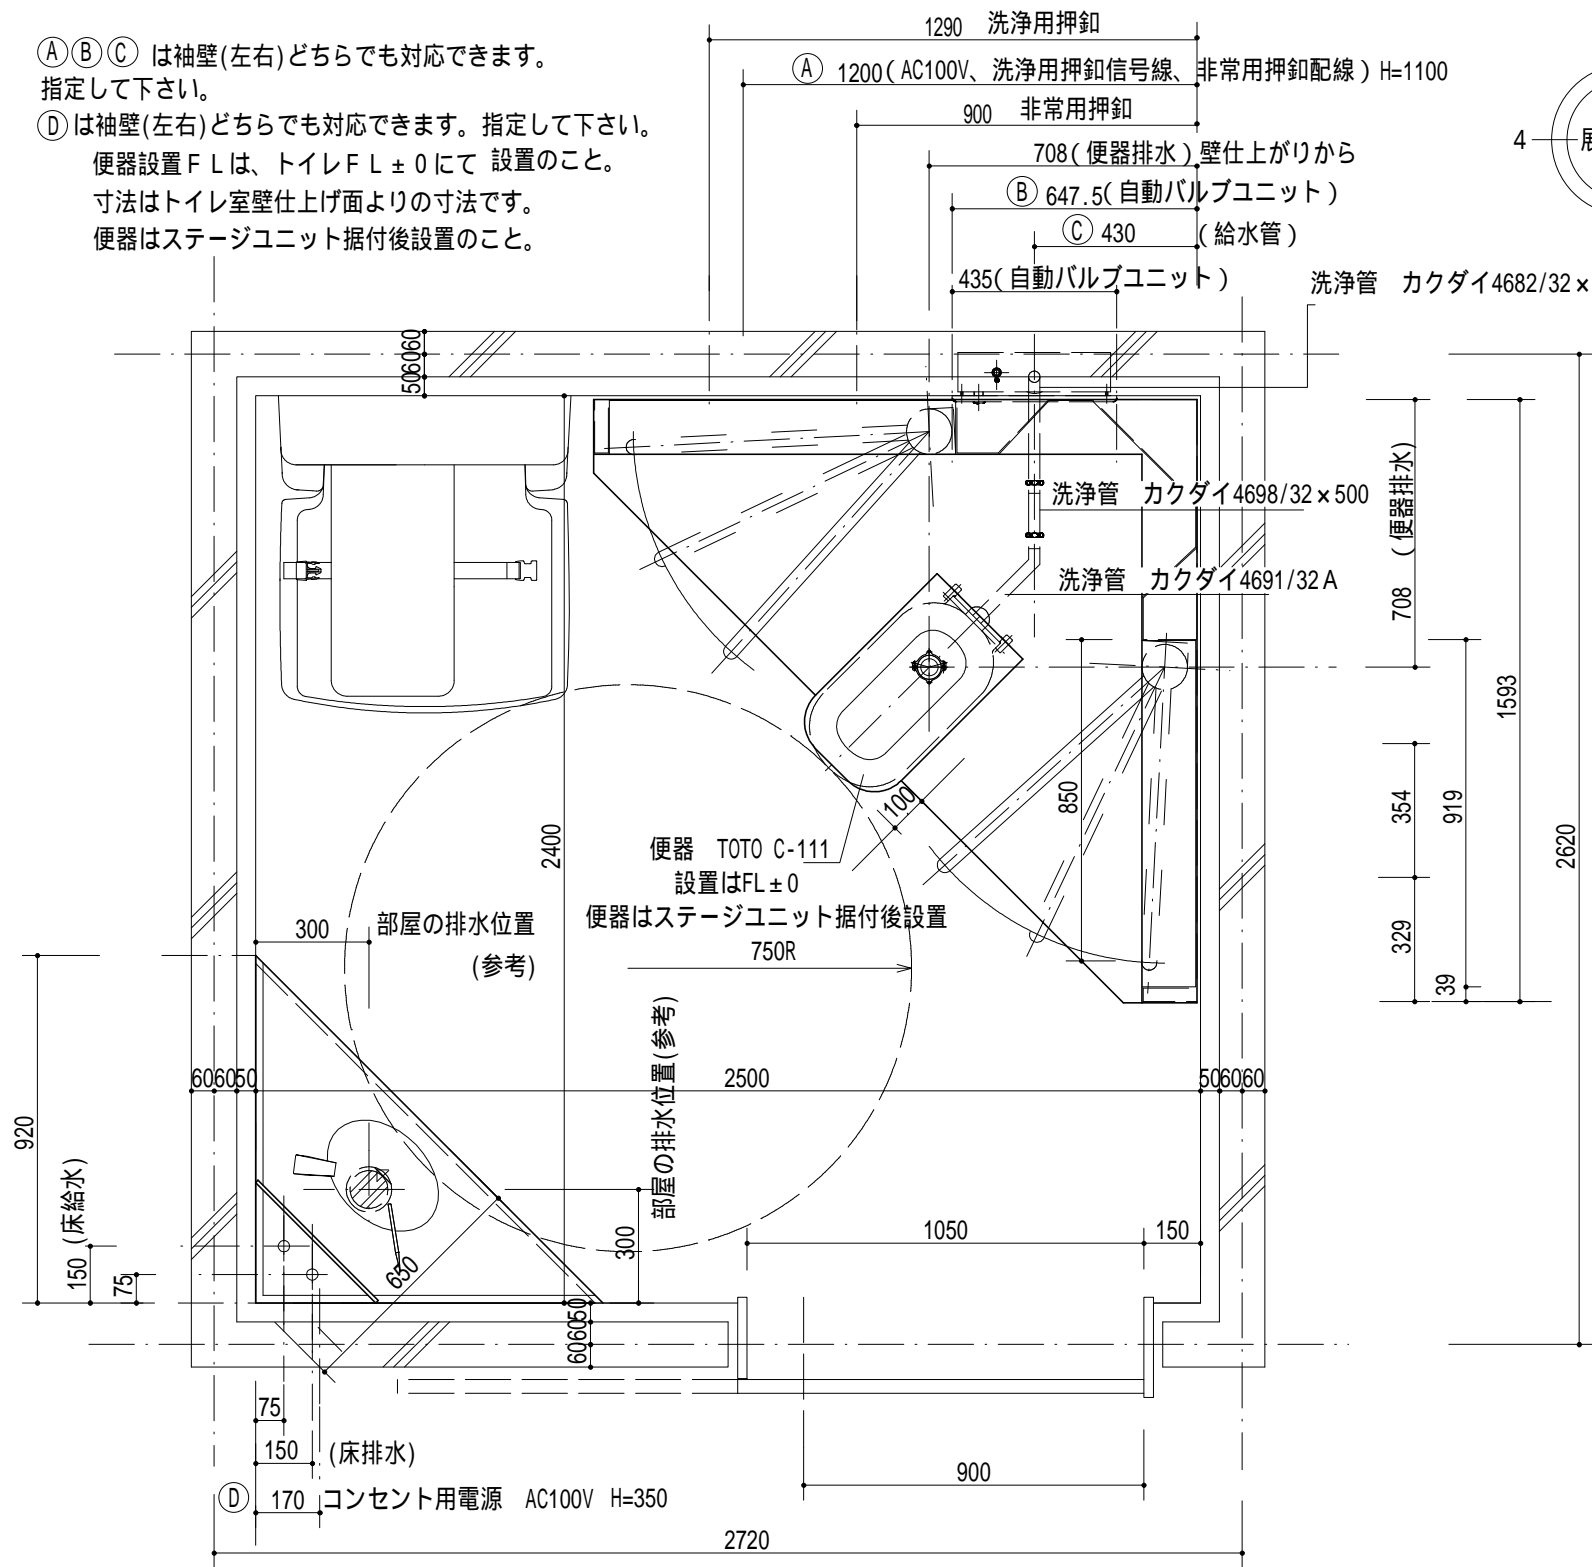 ⒶⒷⒸ は袖壁(左右)どちらでも対応できます。
指定して下さい。
Ⓓは袖壁(左右)どちらでも対応できます。指定して下さい。
便器設置ＦＬは、トイレＦＬ±0にて 設置のこと。
寸法はトイレ室壁仕上げ面よりの寸法です。
便器はステージユニット据付後設置のこと。
1290 洗浄用押釦
Ⓐ 1200(AC100V、洗浄用押釦信号線、非常用押釦配線)H=1100
900 非常用押釦
708(便器排水)壁仕上がりから
Ⓑ 647.5(自動バルブユニット)
Ⓒ 430 (給水管)
435(自動バルブユニット)
洗浄管 カクダイ4682/32×
4
展
506060
洗浄管 カクダイ4698/32×500
洗浄管 カクダイ4691/32A
708 (便器排水)
1593
919
354
329
39
2620
850
100
2400
便器 TOTO C-111
設置はFL±0
便器はステージユニット据付後設置
750R
300
部屋の排水位置
(参考)
部屋の排水位置(参考)
300
606050
2500
506060
920
150 (床給水)
75
650
1050
150
606050
75
150 (床排水)
Ⓓ 170 コンセント用電源 AC100V H=350
900
2720